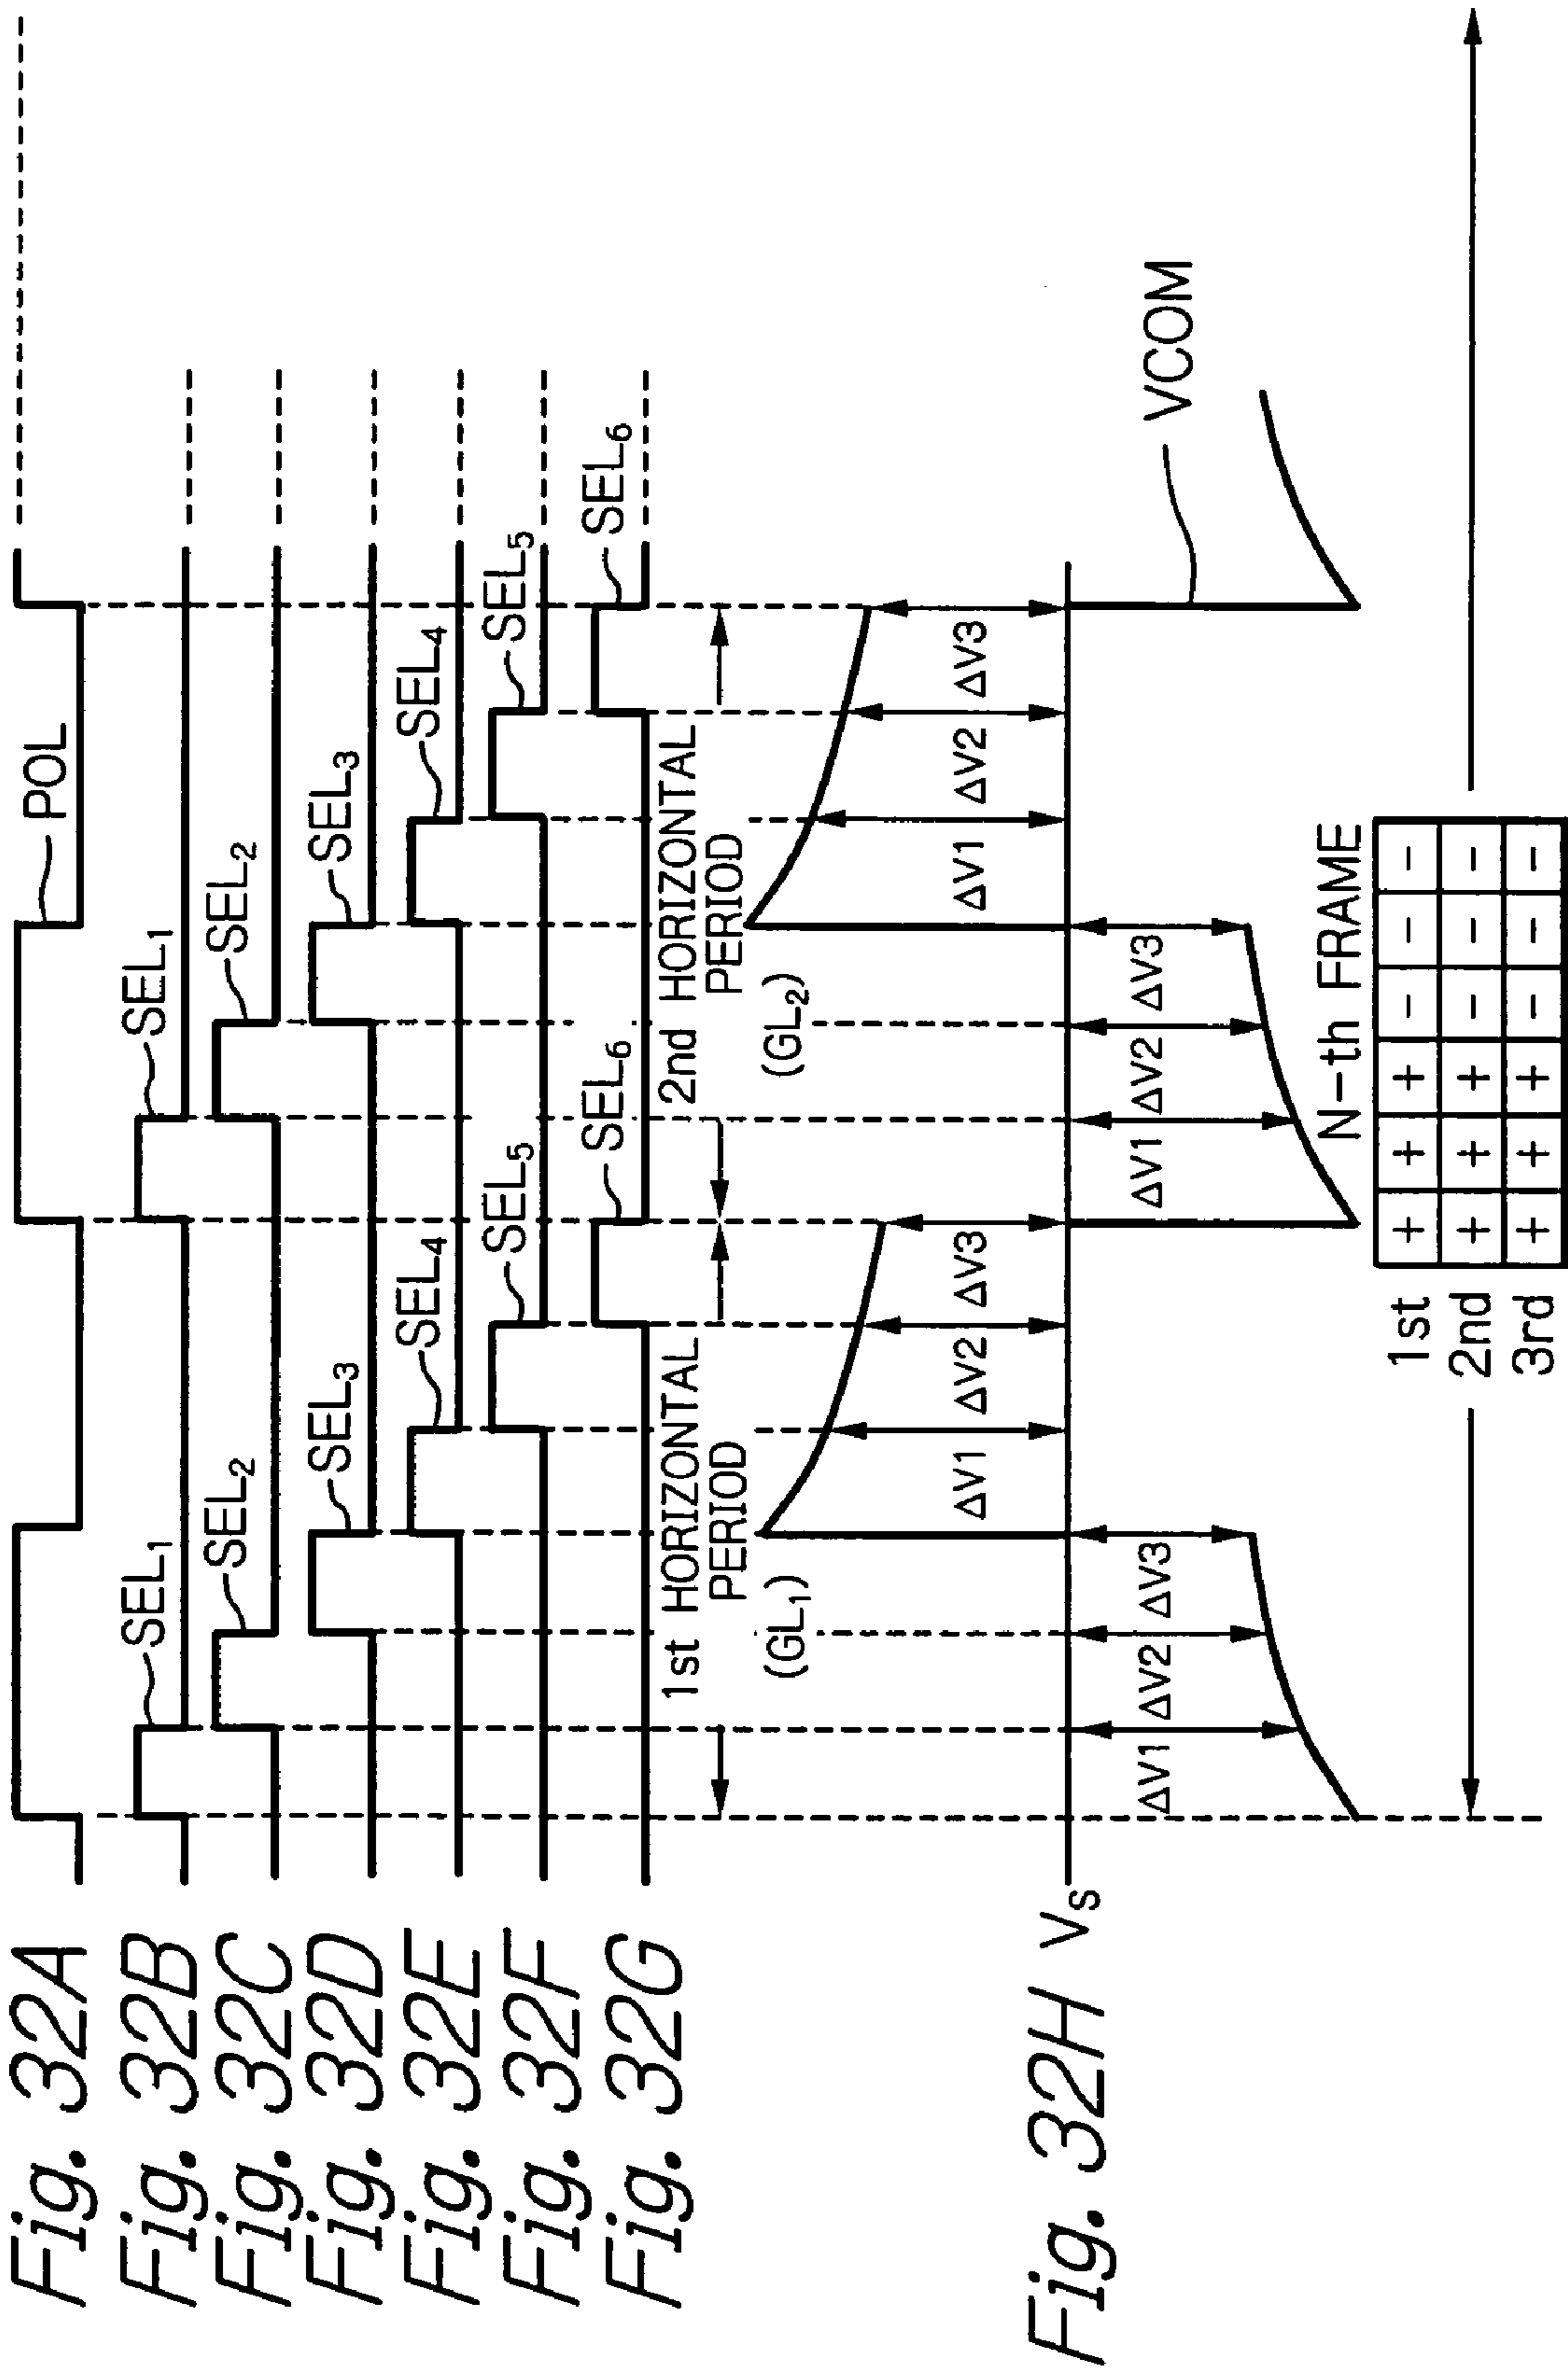 Fig. 32A
POL
Fig. 32B
SEL1
SEL1
Fig. 32C
SEL2
SEL2
Fig. 32D
SEL3
SEL3
Fig. 32E
SEL4
SEL4
Fig. 32F
SEL5
SEL5
Fig. 32G
SEL6
SEL6
1st HORIZONTAL
PERIOD
(GL1)
2nd HORIZONTAL
PERIOD
(GL2)
ΔV1 ΔV2 ΔV3 ΔV1 ΔV2 ΔV3
Fig. 32H VS
ΔV1 ΔV2 ΔV3 ΔV1 ΔV2 ΔV3
VCOM
N-th FRAME
1st + + + - - -
2nd + + + - - -
3rd + + + - - -